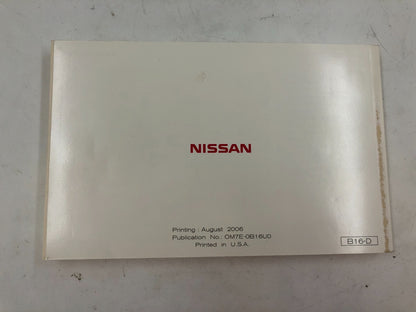 NISSAN
Printing : August 2006
Publication No.: OM7E-0B16U0
Printed in U.S.A.
B16-D